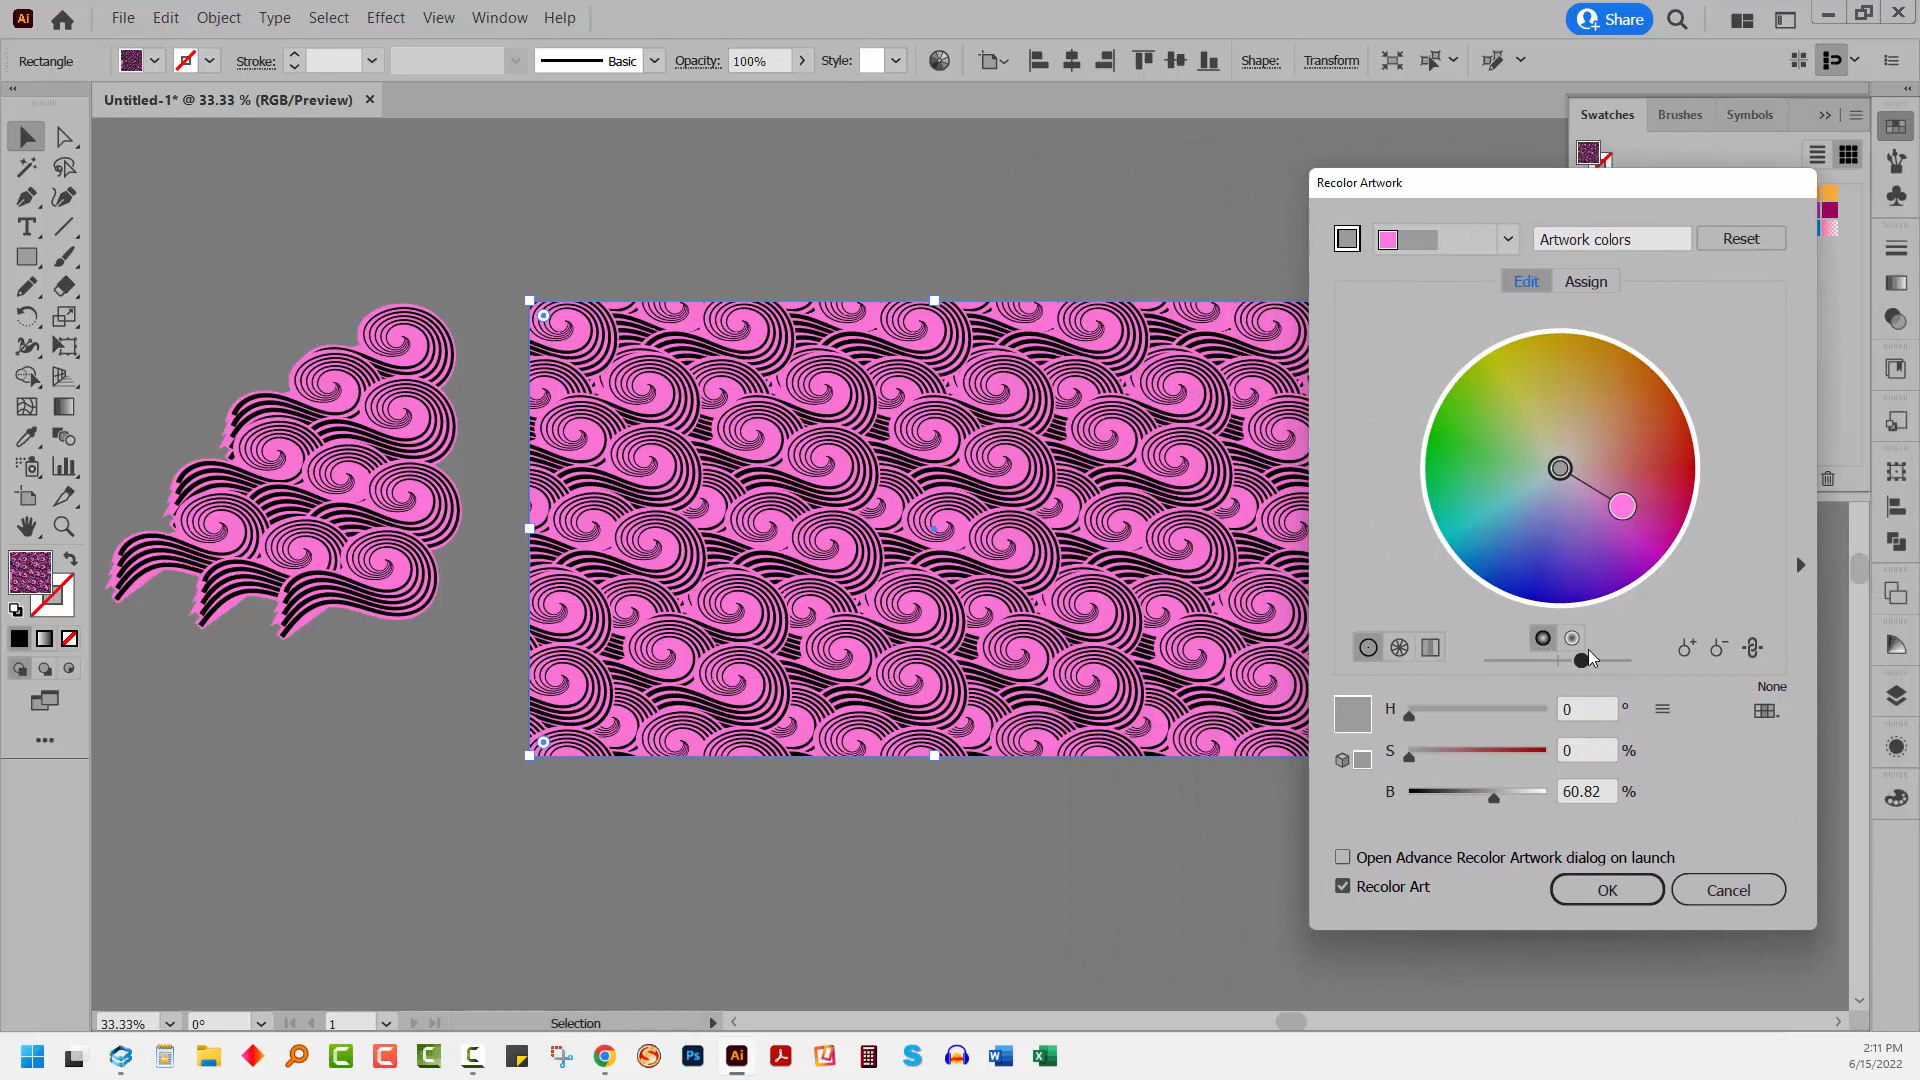 Ai File Edit Object Type Select Effect View Window Help Share
Rectangle Stroke: Basic Opacity: 100% Style: Shape: Transform
Untitled-1* @ 33.33 % (RGB/Preview)
Swatches Brushes Symbols
Recolor Artwork
Artwork colors Reset
Edit Assign
None
H 0 °
S 0 %
B 60.82 %
Open Advance Recolor Artwork dialog on launch
Recolor Art
OK Cancel
33.33% 0° 1 Selection
Ps Ai
2:11 PM
6/15/2022